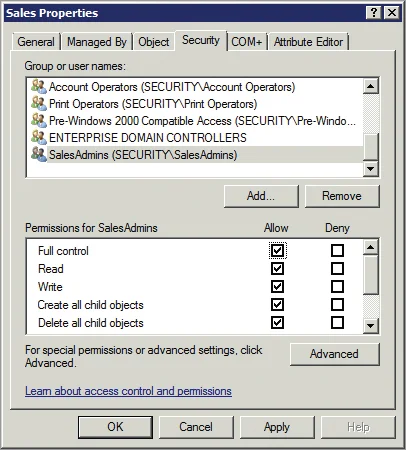 Sales Properties
General Managed By Object Security COM+ Attribute Editor
Group or user names:
Account Operators (SECURITY\Account Operators)
Print Operators (SECURITY\Print Operators)
Pre-Windows 2000 Compatible Access (SECURITY\Pre-Windo...
ENTERPRISE DOMAIN CONTROLLERS
SalesAdmins (SECURITY\SalesAdmins)
Add... Remove
Permissions for SalesAdmins Allow Deny
Full control
Read
Write
Create all child objects
Delete all child objects
For special permissions or advanced settings, click
Advanced.
Advanced
Learn about access control and permissions
OK Cancel Apply Help